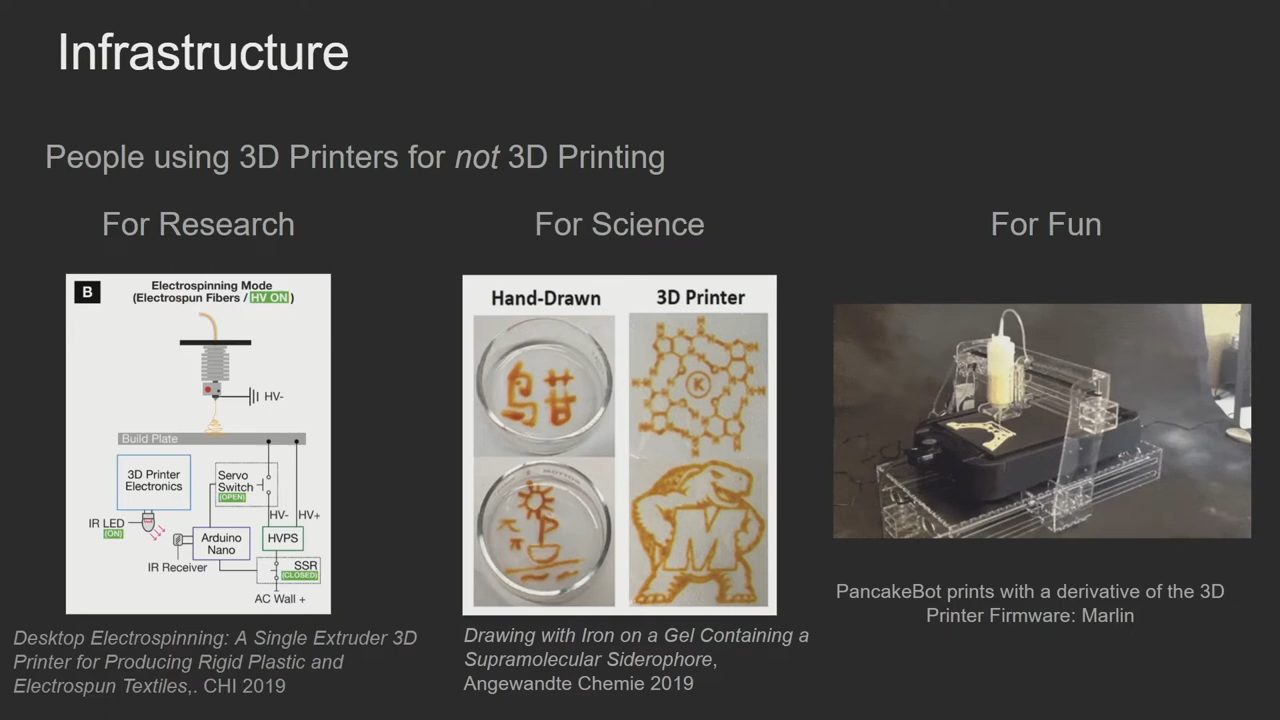 Infrastructure
People using 3D Printers for not 3D Printing
For Research
For Science
For Fun
B
Electrospinning Mode
(Electrospun Fibers / HV ON)
HV-
Build Plate
3D Printer
Electronics
Servo
Switch
(OPEN)
HV- HV+
IR LED
(ON)
Arduino
Nano
HVPS
IR Receiver
SSR
(CLOSED)
AC Wall +
Desktop Electrospinning: A Single Extruder 3D
Printer for Producing Rigid Plastic and
Electrospun Textiles,. CHI 2019
Hand-Drawn
3D Printer
K
M
Drawing with Iron on a Gel Containing a
Supramolecular Siderophore,
Angewandte Chemie 2019
PancakeBot prints with a derivative of the 3D
Printer Firmware: Marlin